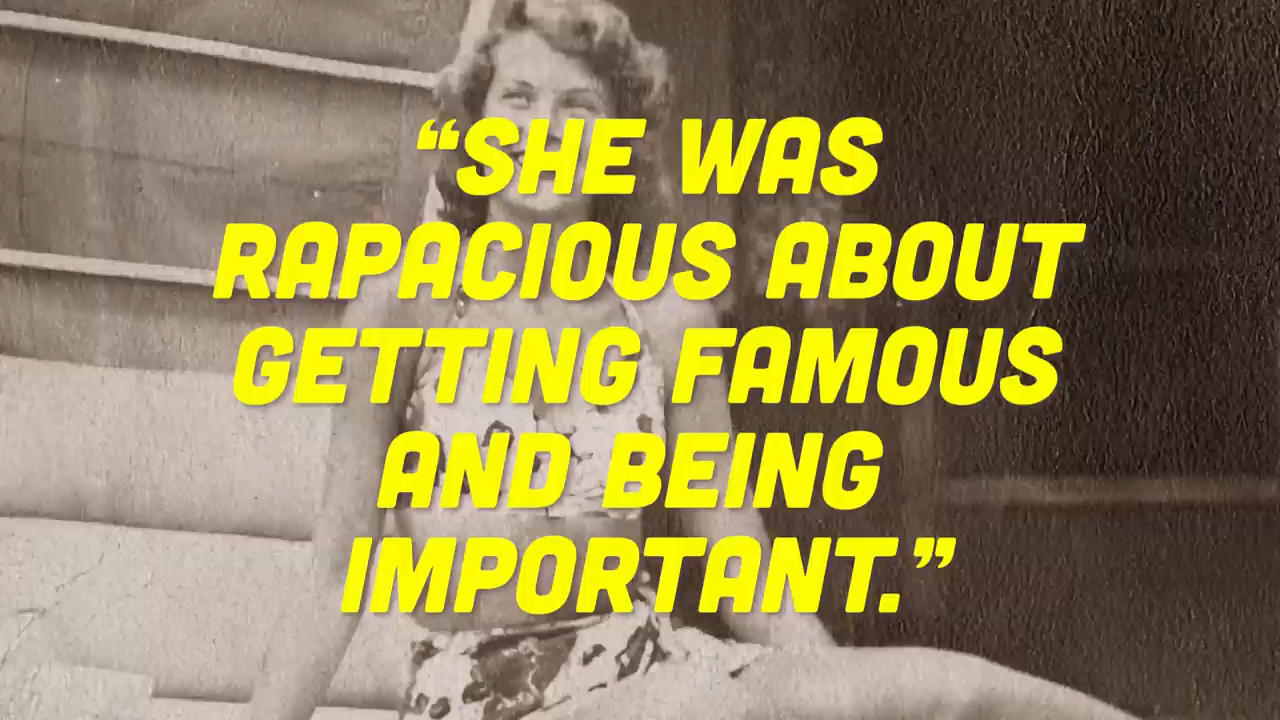 “SHE WAS
RAPACIOUS ABOUT
GETTING FAMOUS
AND BEING
IMPORTANT.”